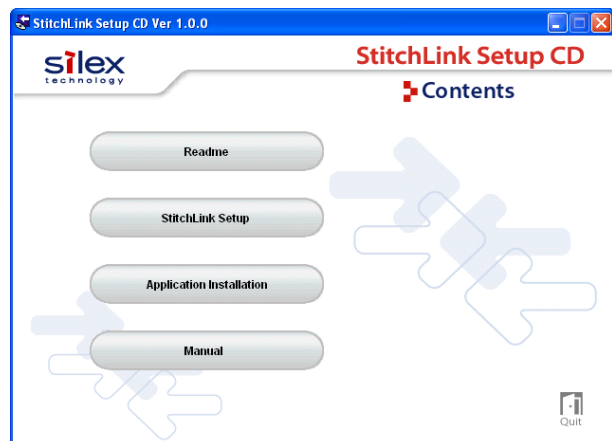 StitchLink Setup CD Ver 1.0.0
silex
technology
StitchLink Setup CD
Contents
Readme
StitchLink Setup
Application Installation
Manual
Quit